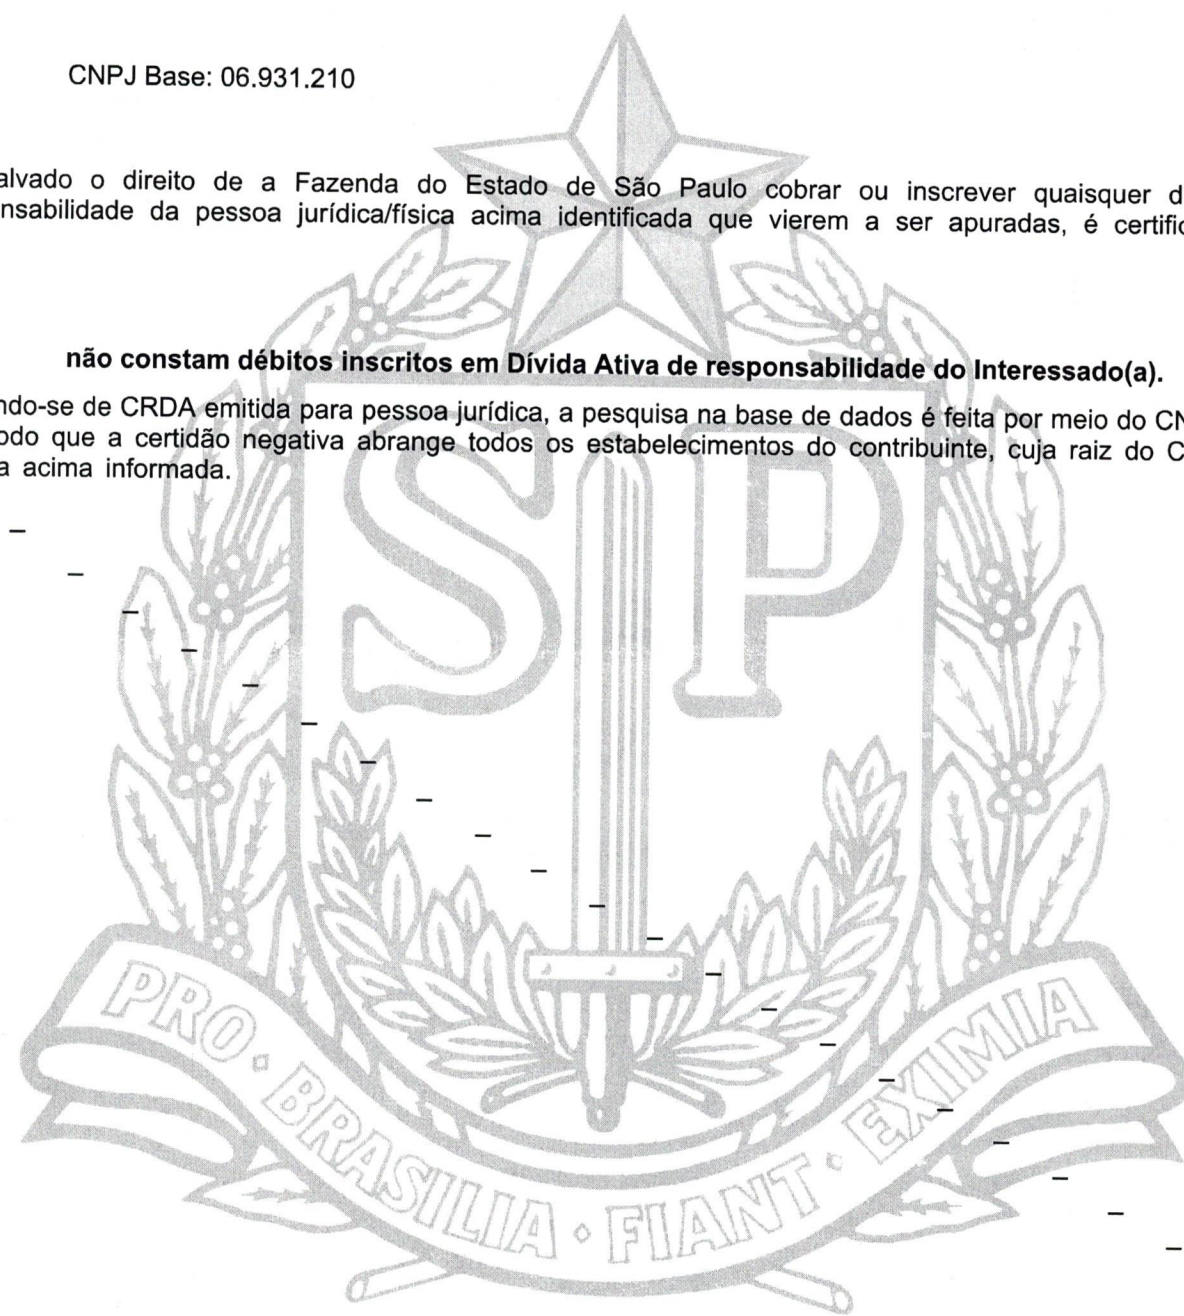 CNPJ Base: 06.931.210
alvado o direito de a Fazenda do Estado de São Paulo cobrar ou inscrever quaisquer d
nsabilidade da pessoa jurídica/física acima identificada que vierem a ser apuradas, é certific
não constam débitos inscritos em Dívida Ativa de responsabilidade do Interessado(a).
ndo-se de CRDA emitida para pessoa jurídica, a pesquisa na base de dados é feita por meio do CN
odo que a certidão negativa abrange todos os estabelecimentos do contribuinte, cuja raiz do C
a acima informada.
SP
PRO · BRASILIA · FIANT · EXIMIA